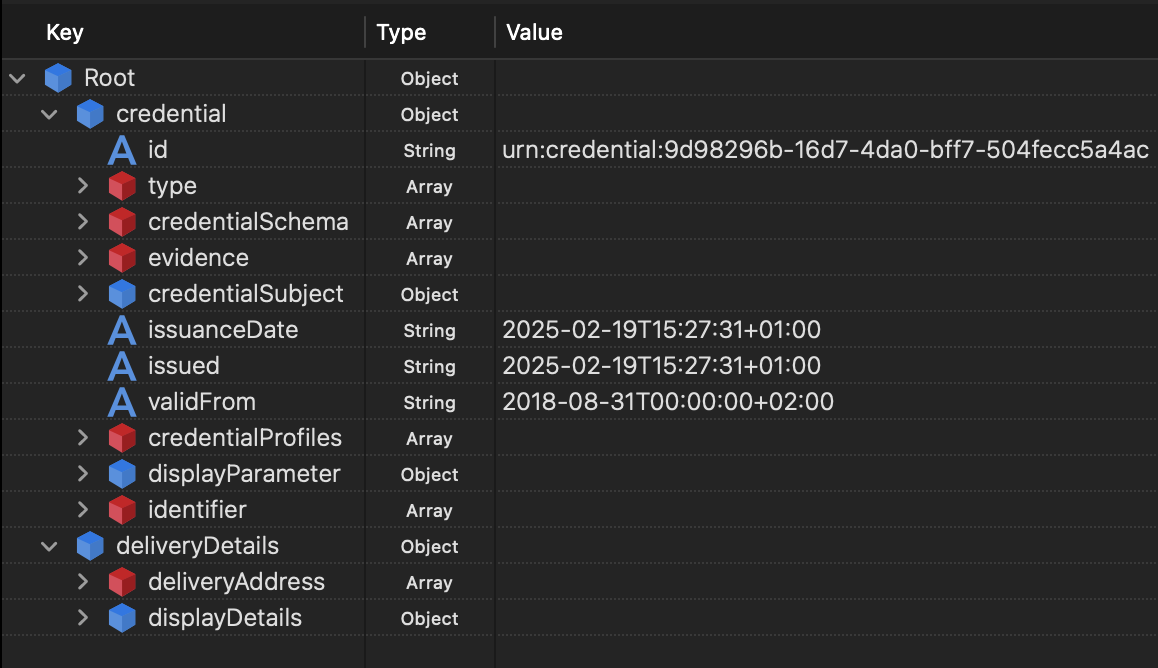 Key Type Value
Root Object
credential Object
id String urn:credential:9d98296b-16d7-4da0-bff7-504fecc5a4ac
type Array
credentialSchema Array
evidence Array
credentialSubject Object
issuanceDate String 2025-02-19T15:27:31+01:00
issued String 2025-02-19T15:27:31+01:00
validFrom String 2018-08-31T00:00:00+02:00
credentialProfiles Array
displayParameter Object
identifier Array
deliveryDetails Object
deliveryAddress Array
displayDetails Object